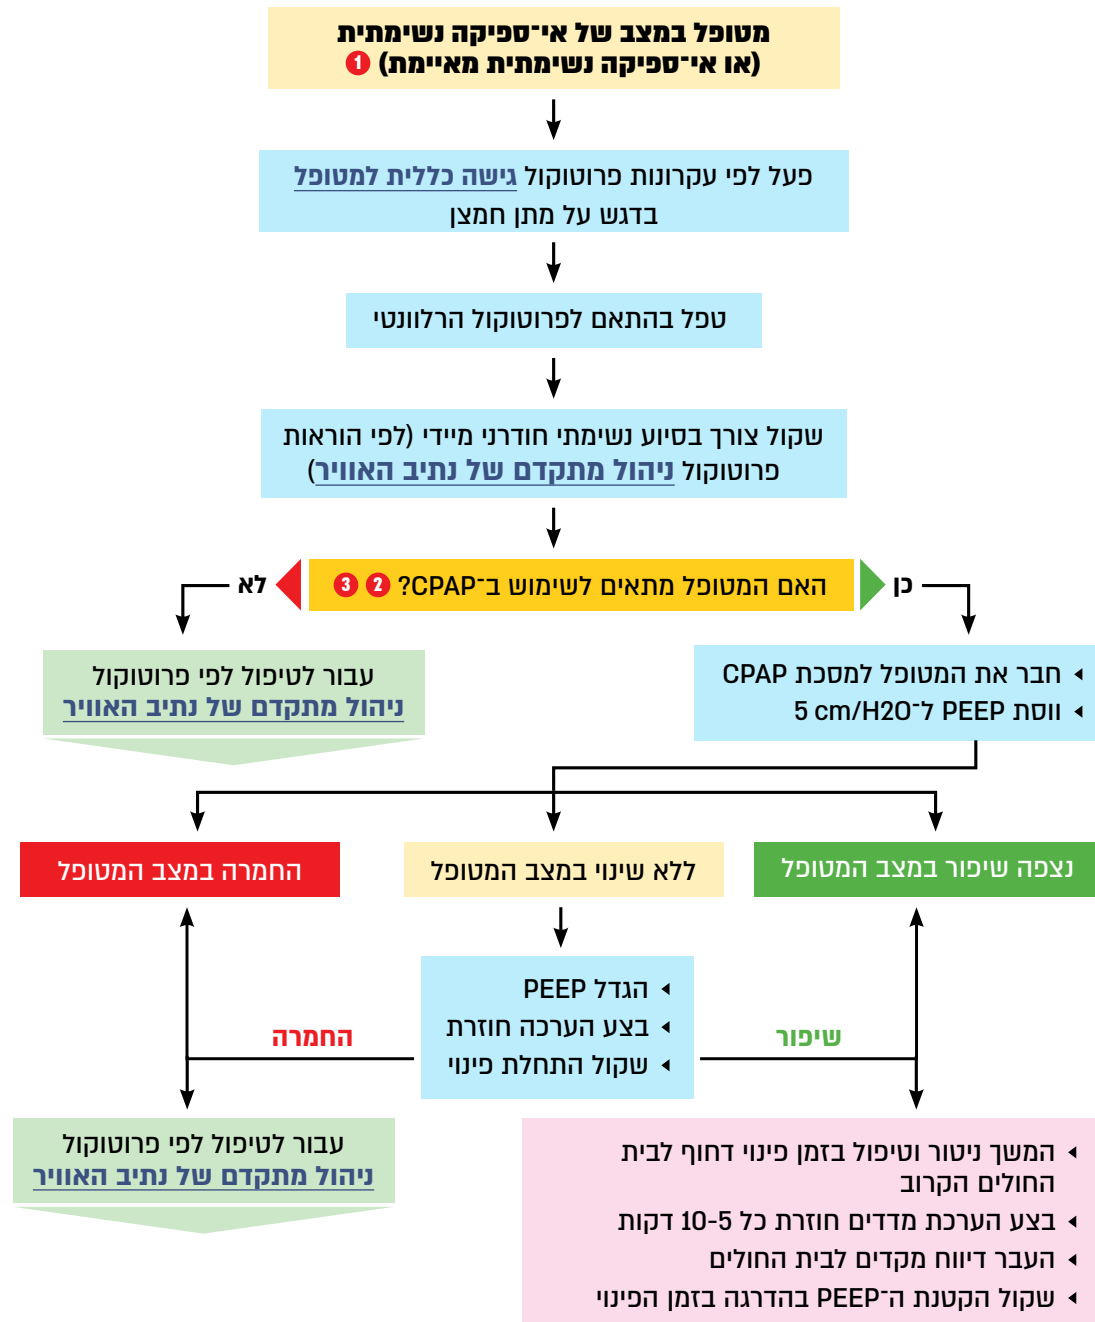 מטופל במצב של אי־ספיקה נשימתית
(או אי־ספיקה נשימתית מאיימת) 1
פעל לפי עקרונות פרוטוקול גישה כללית למטופל
בדגש על מתן חמצן
טפל בהתאם לפרוטוקול הרלוונטי
שקול צורך בסיוע נשימתי חודרני מיידי (לפי הוראות
פרוטוקול ניהול מתקדם של נתיב האוויר)
האם המטופל מתאים לשימוש ב־CPAP? 2 3
כן
לא
חבר את המטופל למסכת CPAP
ווסת PEEP ל־5 cm/H2O
עבור לטיפול לפי פרוטוקול
ניהול מתקדם של נתיב האוויר
נצפה שיפור במצב המטופל
ללא שינוי במצב המטופל
החמרה במצב המטופל
הגדל PEEP
בצע הערכה חוזרת
שקול התחלת פינוי
שיפור
החמרה
המשך ניטור וטיפול בזמן פינוי דחוף לבית
החולים הקרוב
בצע הערכת מדדים חוזרת כל 10-5 דקות
העבר דיווח מקדים לבית החולים
שקול הקטנת ה־PEEP בהדרגה בזמן הפינוי
עבור לטיפול לפי פרוטוקול
ניהול מתקדם של נתיב האוויר